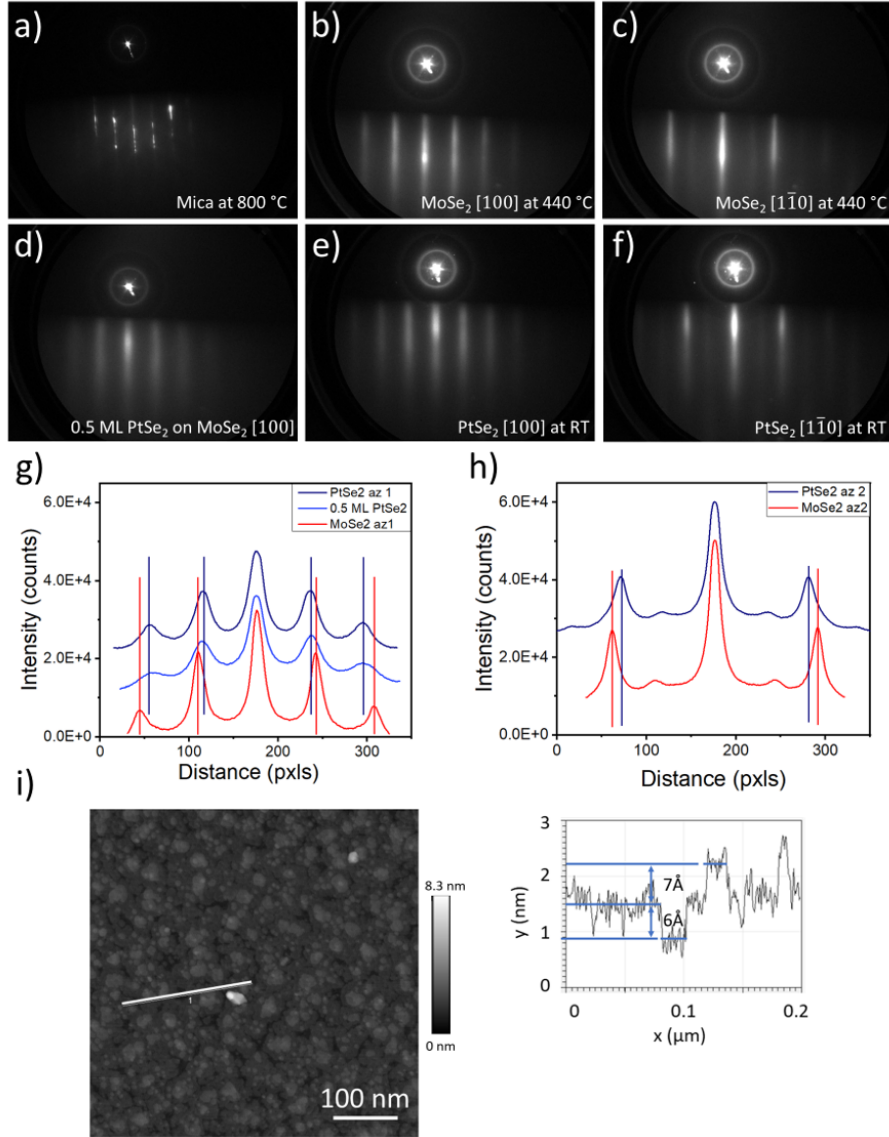 a)
b)
c)
Mica at 800 °C
MoSe₂ [100] at 440 °C
MoSe₂ [11̅0] at 440 °C
d)
e)
f)
0.5 ML PtSe₂ on MoSe₂ [100]
PtSe₂ [100] at RT
PtSe₂ [11̅0] at RT
g)
h)
PtSe2 az 1
0.5 ML PtSe2
MoSe2 az1
6.0E+4
4.0E+4
2.0E+4
0.0E+0
Intensity (counts)
0
100
200
300
Distance (pxls)
PtSe2 az 2
MoSe2 az2
6.0E+4
4.0E+4
2.0E+4
0.0E+0
Intensity (counts)
0
100
200
300
Distance (pxls)
i)
1
100 nm
8.3 nm
0 nm
3
2
1
0
y (nm)
7Å
6Å
0
0.1
0.2
x (µm)